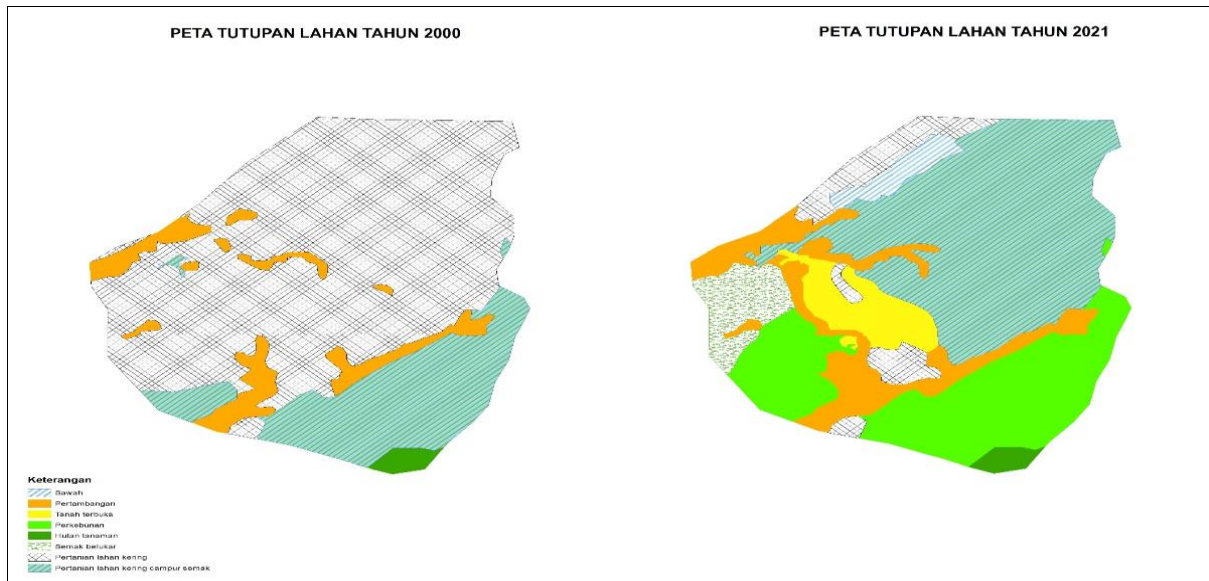 PETA TUTUPAN LAHAN TAHUN 2000
PETA TUTUPAN LAHAN TAHUN 2021
Keterangan
Sawah
Pertambangan
Tanah terbuka
Perkebunan
Hutan tanaman
Semak belukar
Pertanian lahan kering
Pertanian lahan kering campur semak